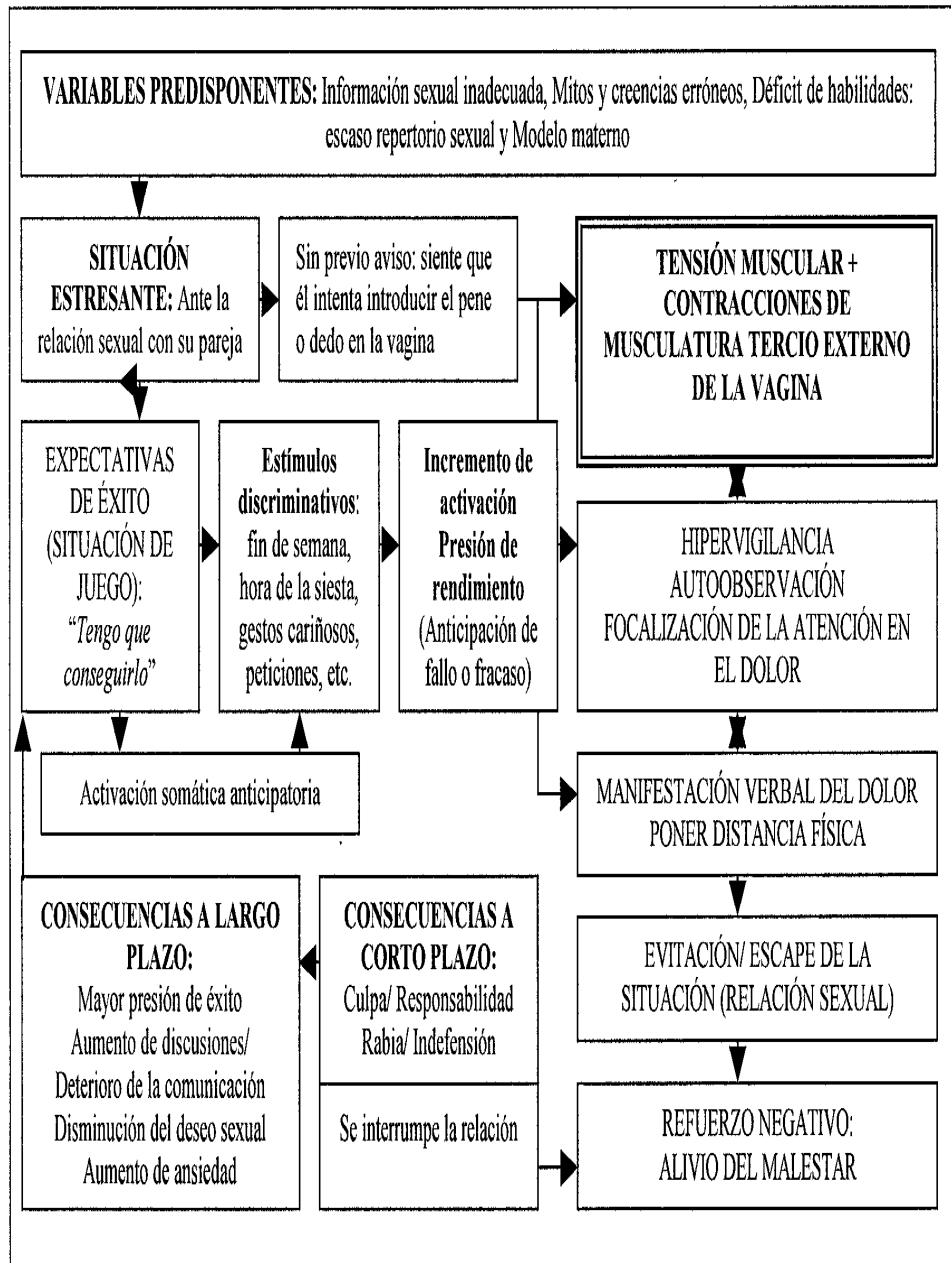 VARIABLES PREDISPONENTES: Información sexual inadecuada, Mitos y creencias erróneos, Déficit de habilidades:
escaso repertorio sexual y Modelo materno
SITUACIÓN
ESTRESANTE: Ante la
relación sexual con su pareja
Sin previo aviso: siente que
él intenta introducir el pene
o dedo en la vagina
TENSIÓN MUSCULAR +
CONTRACCIONES DE
MUSCULATURA TERCIO EXTERNO
DE LA VAGINA
EXPECTATIVAS
DE ÉXITO
(SITUACIÓN DE
JUEGO):
“Tengo que
conseguirlo”
Estímulos
discriminativos:
fin de semana,
hora de la siesta,
gestos cariñosos,
peticiones, etc.
Incremento de
activación
Presión de
rendimiento
(Anticipación de
fallo o fracaso)
HIPERVIGILANCIA
AUTOOBSERVACIÓN
FOCALIZACIÓN DE LA ATENCIÓN EN
EL DOLOR
Activación somática anticipatoria
MANIFESTACIÓN VERBAL DEL DOLOR
PONER DISTANCIA FÍSICA
CONSECUENCIAS A LARGO
PLAZO:
Mayor presión de éxito
Aumento de discusiones/
Deterioro de la comunicación
Disminución del deseo sexual
Aumento de ansiedad
CONSECUENCIAS A
CORTO PLAZO:
Culpa/ Responsabilidad
Rabia/ Indefensión
Se interrumpe la relación
EVITACIÓN/ ESCAPE DE LA
SITUACIÓN (RELACIÓN SEXUAL)
REFUERZO NEGATIVO:
ALIVIO DEL MALESTAR